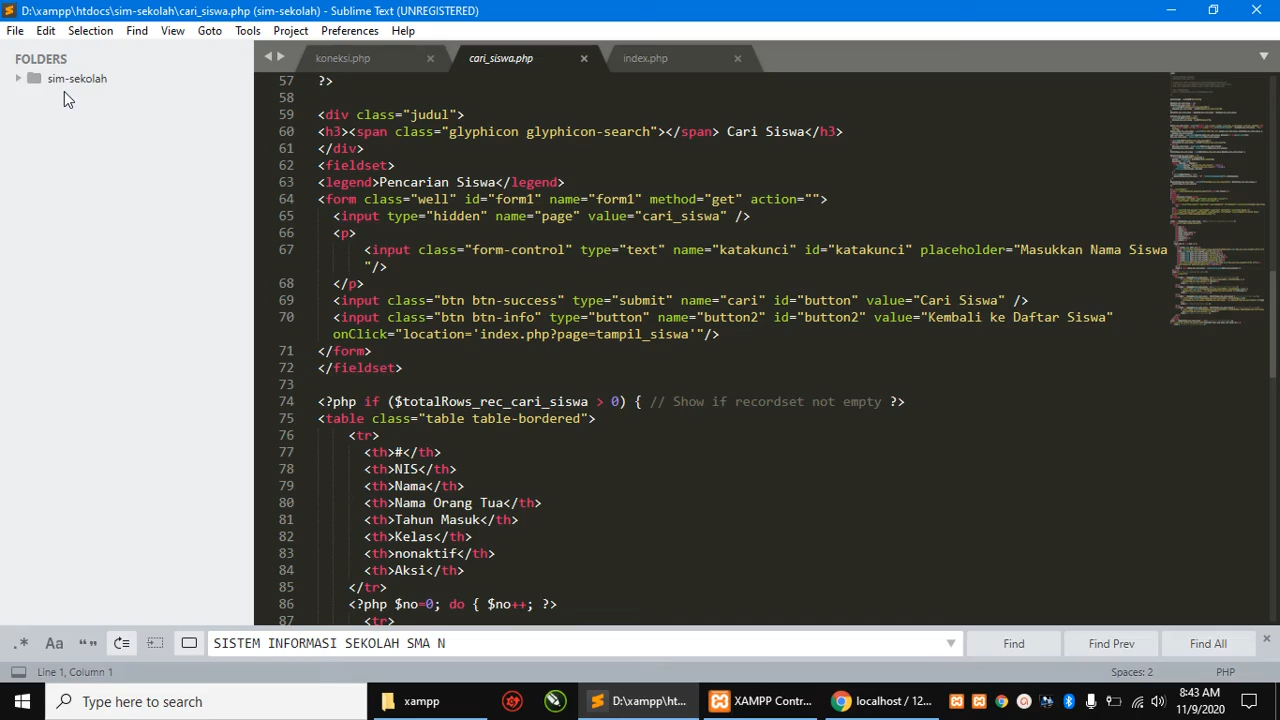 D:\xampp\htdocs\sim-sekolah\cari_siswa.php (sim-sekolah) - Sublime Text (UNREGISTERED)
File Edit Selection Find View Goto Tools Project Preferences Help
FOLDERS
sim-sekolah
koneksi.php cari_siswa.php index.php
57 ?>
58
59 <div class="judul">
60 <h3><span class="glyphicon glyphicon-search"></span> Cari Siswa</h3>
61 </div>
62 <fieldset>
63 <legend>Pencarian Siswa</legend>
64 <form class="well" id="form1" name="form1" method="get" action="">
65 <input type="hidden" name="page" value="cari_siswa" />
66 <p>
67 <input class="form-control" type="text" name="katakunci" id="katakunci" placeholder="Masukkan Nama Siswa
"/>
68 </p>
69 <input class="btn btn-success" type="submit" name="cari" id="button" value="Cari Siswa" />
70 <input class="btn btn-info" type="button" name="button2" id="button2" value="Kembali ke Daftar Siswa"
onClick="location='index.php?page=tampil_siswa'"/>
71 </form>
72 </fieldset>
73
74 <?php if ($totalRows_rec_cari_siswa > 0) { // Show if recordset not empty ?>
75 <table class="table table-bordered">
76 <tr>
77 <th>#</th>
78 <th>NIS</th>
79 <th>Nama</th>
80 <th>Nama Orang Tua</th>
81 <th>Tahun Masuk</th>
82 <th>Kelas</th>
83 <th>nonaktif</th>
84 <th>Aksi</th>
85 </tr>
86 <?php $no=0; do { $no++; ?>
87 <tr>
.* Aa “” SISTEM INFORMASI SEKOLAH SMA N Find Find Prev Find All
Line 1, Column 1 Spaces: 2 PHP
Type here to search xampp D:\xampp\ht... XAMPP Contr... localhost / 12... 8:43 AM
11/9/2020